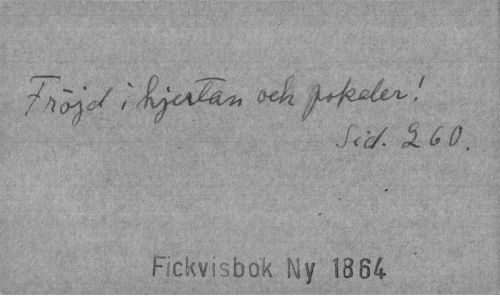 Fröjd i hjertan och pokaler!
Sid. 260.
Fickvisbok Ny 1864